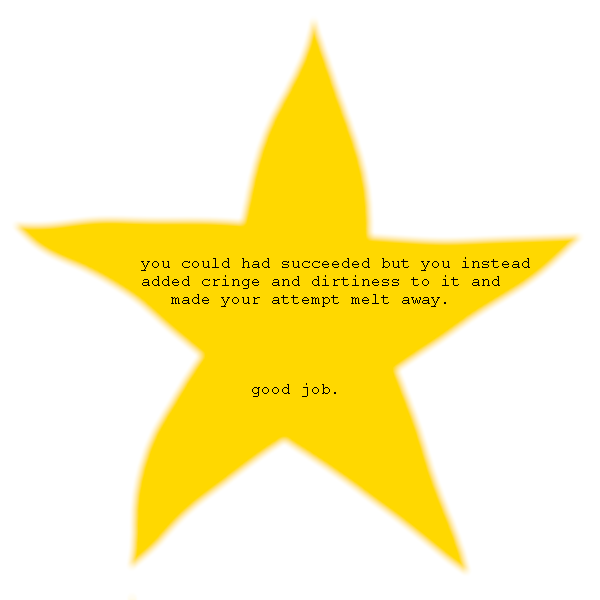 you could had succeeded but you instead
added cringe and dirtiness to it and
made your attempt melt away.
good job.